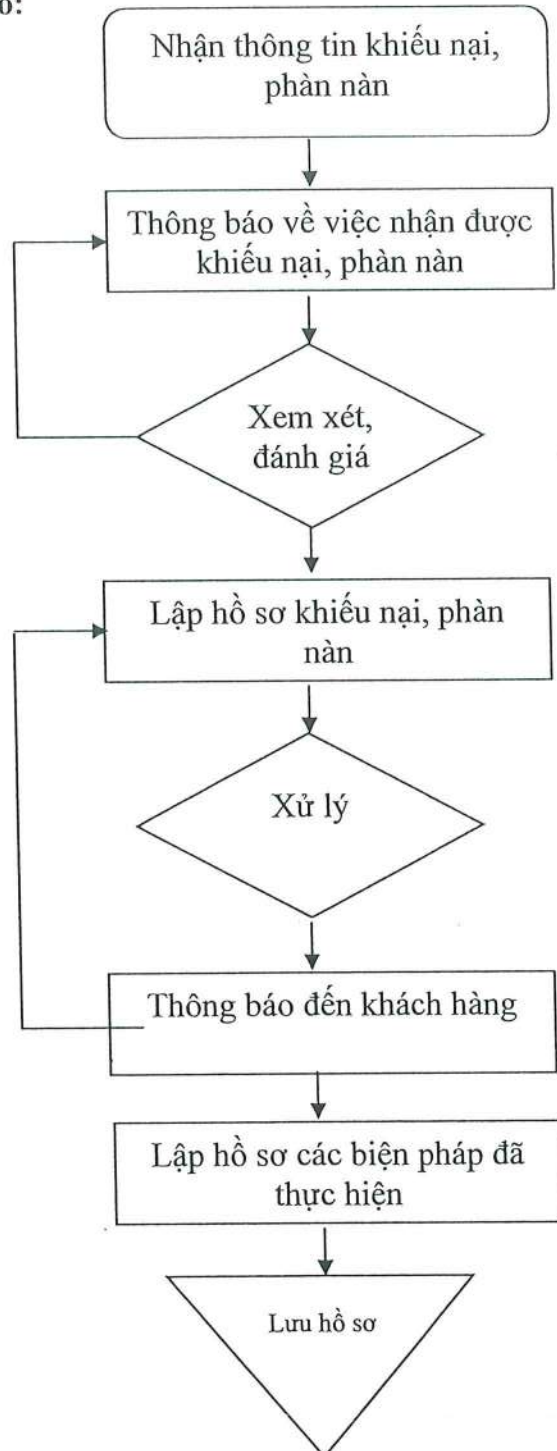 Nhận thông tin khiếu nại,
phàn nàn
Thông báo về việc nhận được
khiếu nại, phàn nàn
Xem xét,
đánh giá
Lập hồ sơ khiếu nại, phàn
nàn
Xử lý
Thông báo đến khách hàng
Lập hồ sơ các biện pháp đã
thực hiện
Lưu hồ sơ